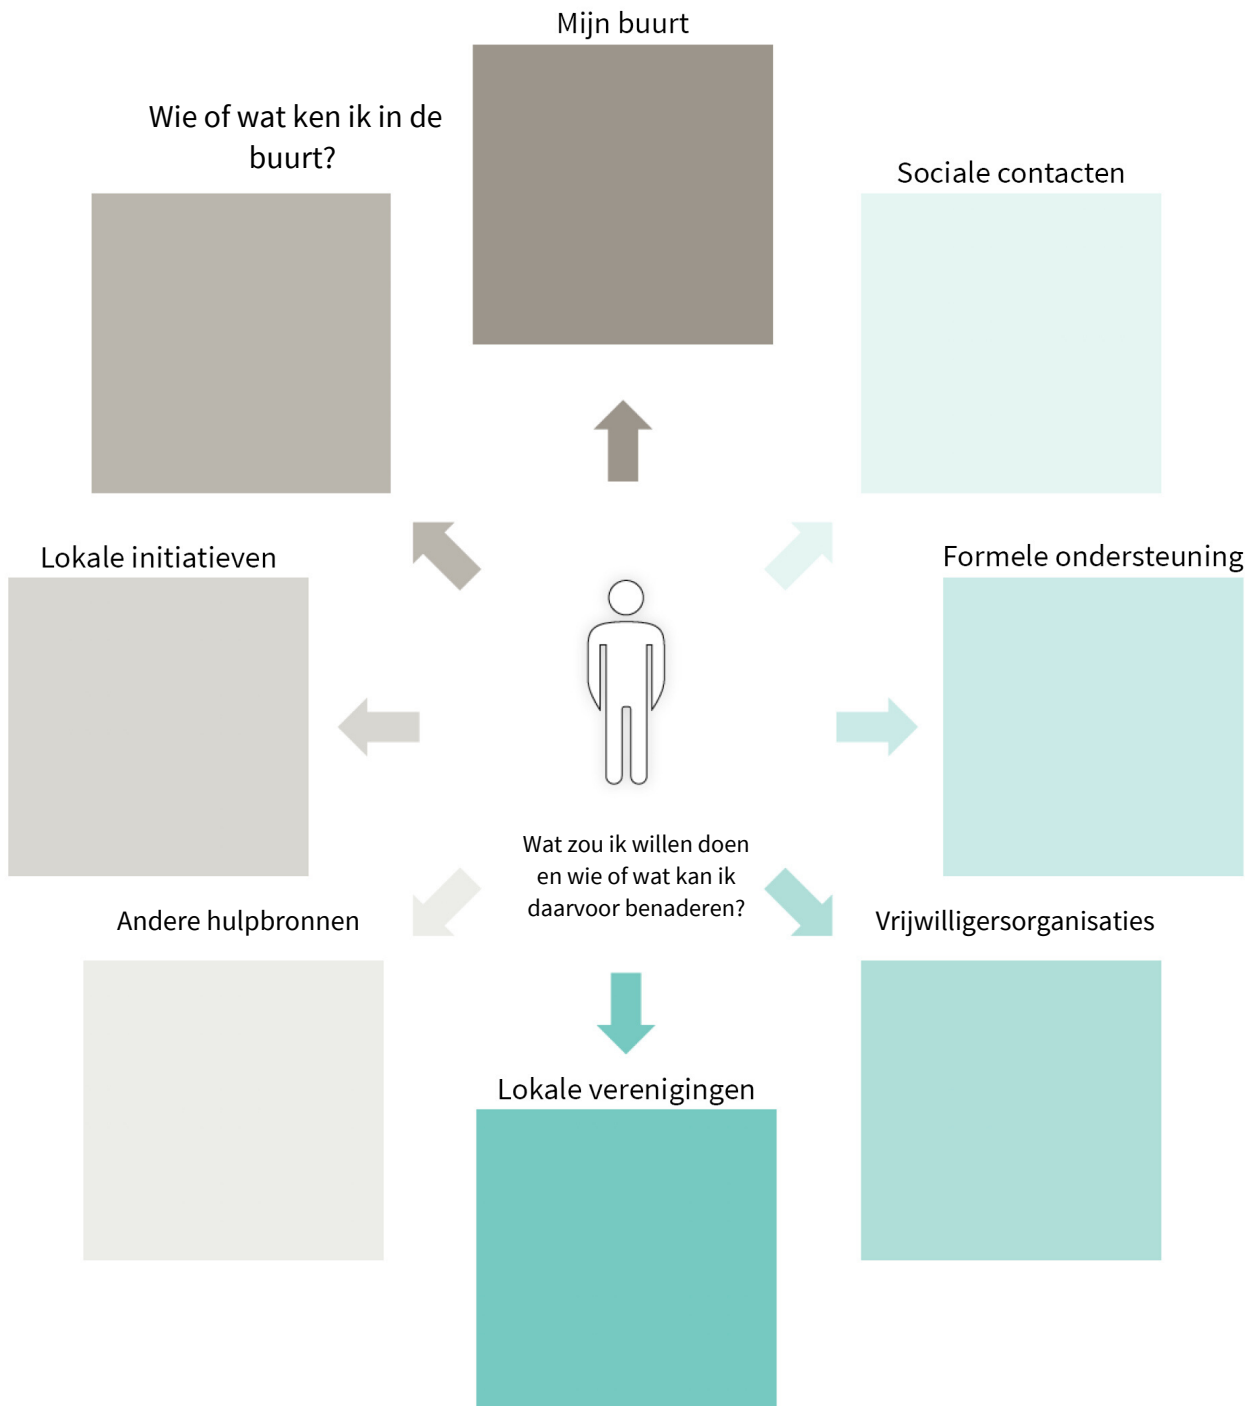 Mijn buurt
Wie of wat ken ik in de
buurt?
Sociale contacten
Lokale initiatieven
Formele ondersteuning
Wat zou ik willen doen
en wie of wat kan ik
daarvoor benaderen?
Andere hulpbronnen
Vrijwilligersorganisaties
Lokale verenigingen